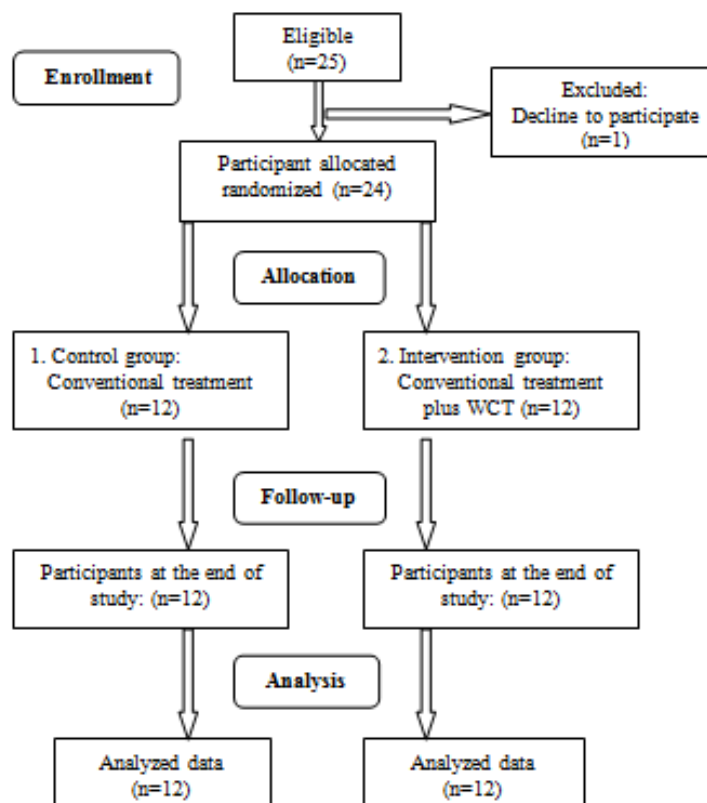 Eligible
(n=25)
Enrollment
Excluded:
Decline to participate
(n=1)
Participant allocated
randomized (n=24)
Allocation
1. Control group:
Conventional treatment
(n=12)
2. Intervention group:
Conventional treatment
plus WCT (n=12)
Follow-up
Participants at the end of
study: (n=12)
Participants at the end of
study: (n=12)
Analysis
Analyzed data
(n=12)
Analyzed data
(n=12)